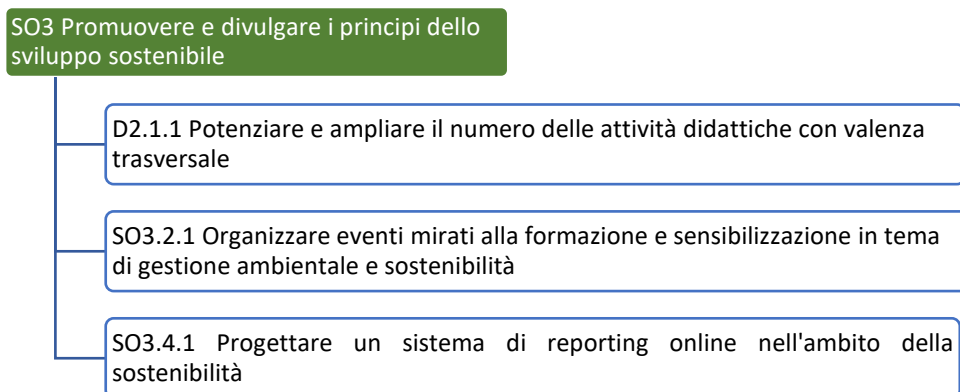 SO3 Promuovere e divulgare i principi dello
sviluppo sostenibile
D2.1.1 Potenziare e ampliare il numero delle attività didattiche con valenza
trasversale
SO3.2.1 Organizzare eventi mirati alla formazione e sensibilizzazione in tema
di gestione ambientale e sostenibilità
SO3.4.1 Progettare un sistema di reporting online nell'ambito della
sostenibilità